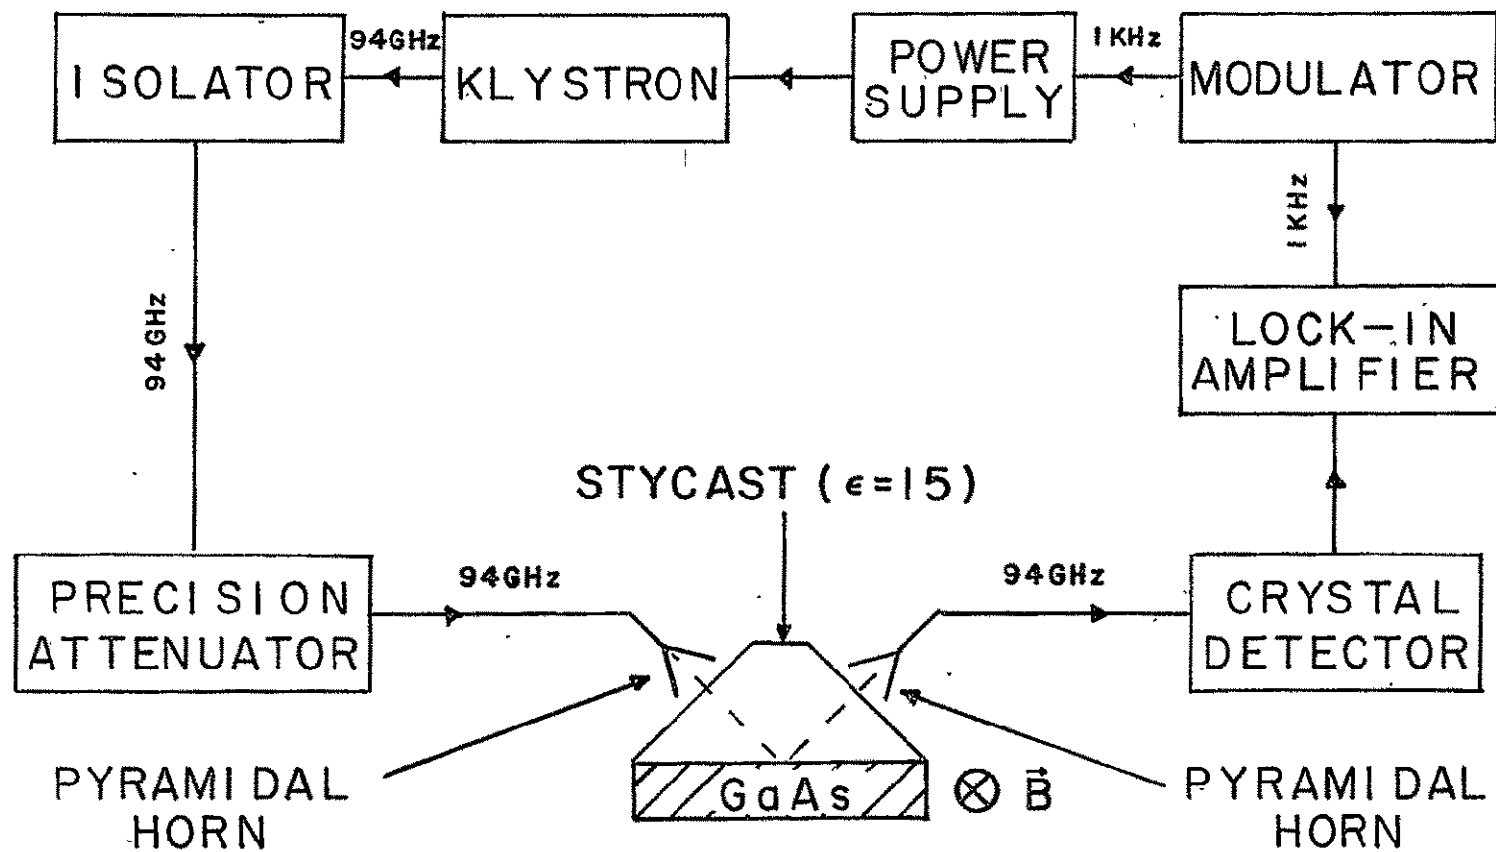 ISOLATOR
94GHz
KLYSTRON
POWER
SUPPLY
1KHz
MODULATOR
1KHz
94GHz
LOCK-IN
AMPLIFIER
STYCAST (ϵ=15)
PRECISION
ATTENUATOR
94GHz
94GHz
CRYSTAL
DETECTOR
PYRAMIDAL
HORN
GaAs
⊗ B⃗
PYRAMIDAL
HORN